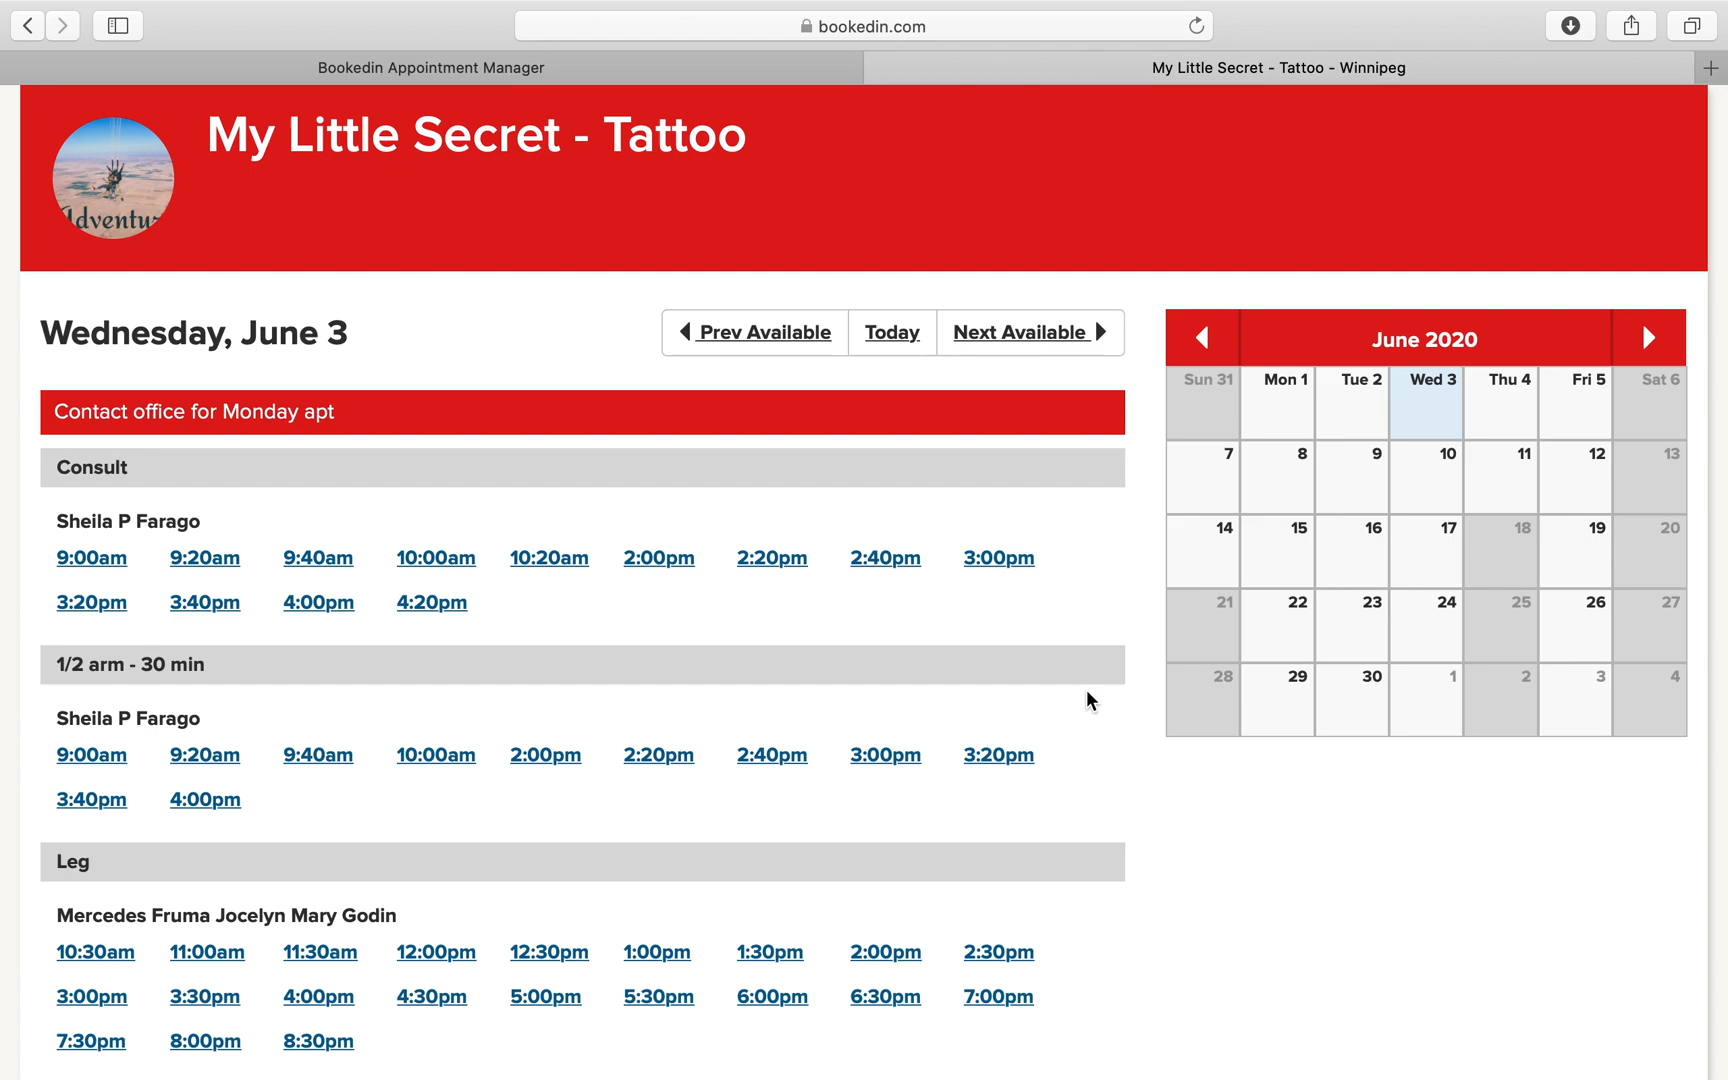 bookedin.com
Bookedin Appointment Manager
My Little Secret - Tattoo - Winnipeg
My Little Secret - Tattoo
Wednesday, June 3
Prev Available Today Next Available
Contact office for Monday apt
Consult
Sheila P Farago
9:00am 9:20am 9:40am 10:00am 10:20am 2:00pm 2:20pm 2:40pm 3:00pm
3:20pm 3:40pm 4:00pm 4:20pm
1/2 arm - 30 min
Sheila P Farago
9:00am 9:20am 9:40am 10:00am 2:00pm 2:20pm 2:40pm 3:00pm 3:20pm
3:40pm 4:00pm
Leg
Mercedes Fruma Jocelyn Mary Godin
10:30am 11:00am 11:30am 12:00pm 12:30pm 1:00pm 1:30pm 2:00pm 2:30pm
3:00pm 3:30pm 4:00pm 4:30pm 5:00pm 5:30pm 6:00pm 6:30pm 7:00pm
7:30pm 8:00pm 8:30pm
June 2020
Sun 31 Mon 1 Tue 2 Wed 3 Thu 4 Fri 5 Sat 6
7 8 9 10 11 12 13
14 15 16 17 18 19 20
21 22 23 24 25 26 27
28 29 30 1 2 3 4